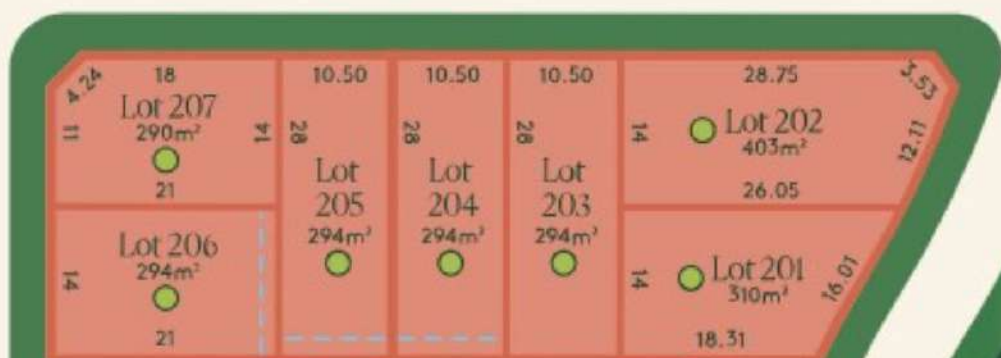 4.24
18
Lot 207
290m²
11
14
21
10.50
28
Lot
205
294m²
10.50
28
Lot
204
294m²
10.50
28
Lot
203
294m²
28.75
3.53
14
Lot 202
403m²
12.11
26.05
Lot 206
294m²
14
21
14
Lot 201
310m²
16.01
18.31